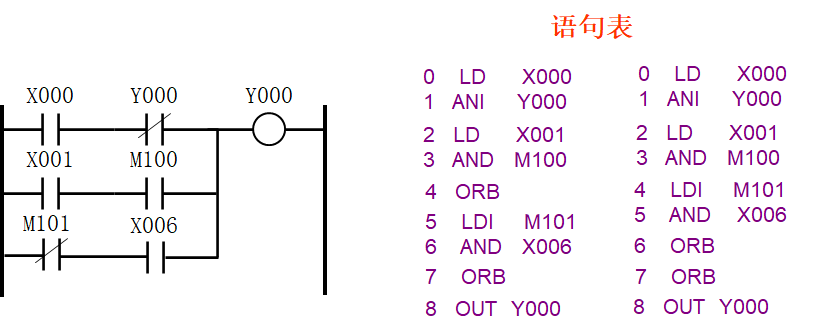 语句表
X000 Y000 Y000
X001 M100
M101 X006
0 LD X000
1 ANI Y000
2 LD X001
3 AND M100
4 ORB
5 LDI M101
6 AND X006
7 ORB
8 OUT Y000
0 LD X000
1 ANI Y000
2 LD X001
3 AND M100
4 LDI M101
5 AND X006
6 ORB
7 ORB
8 OUT Y000